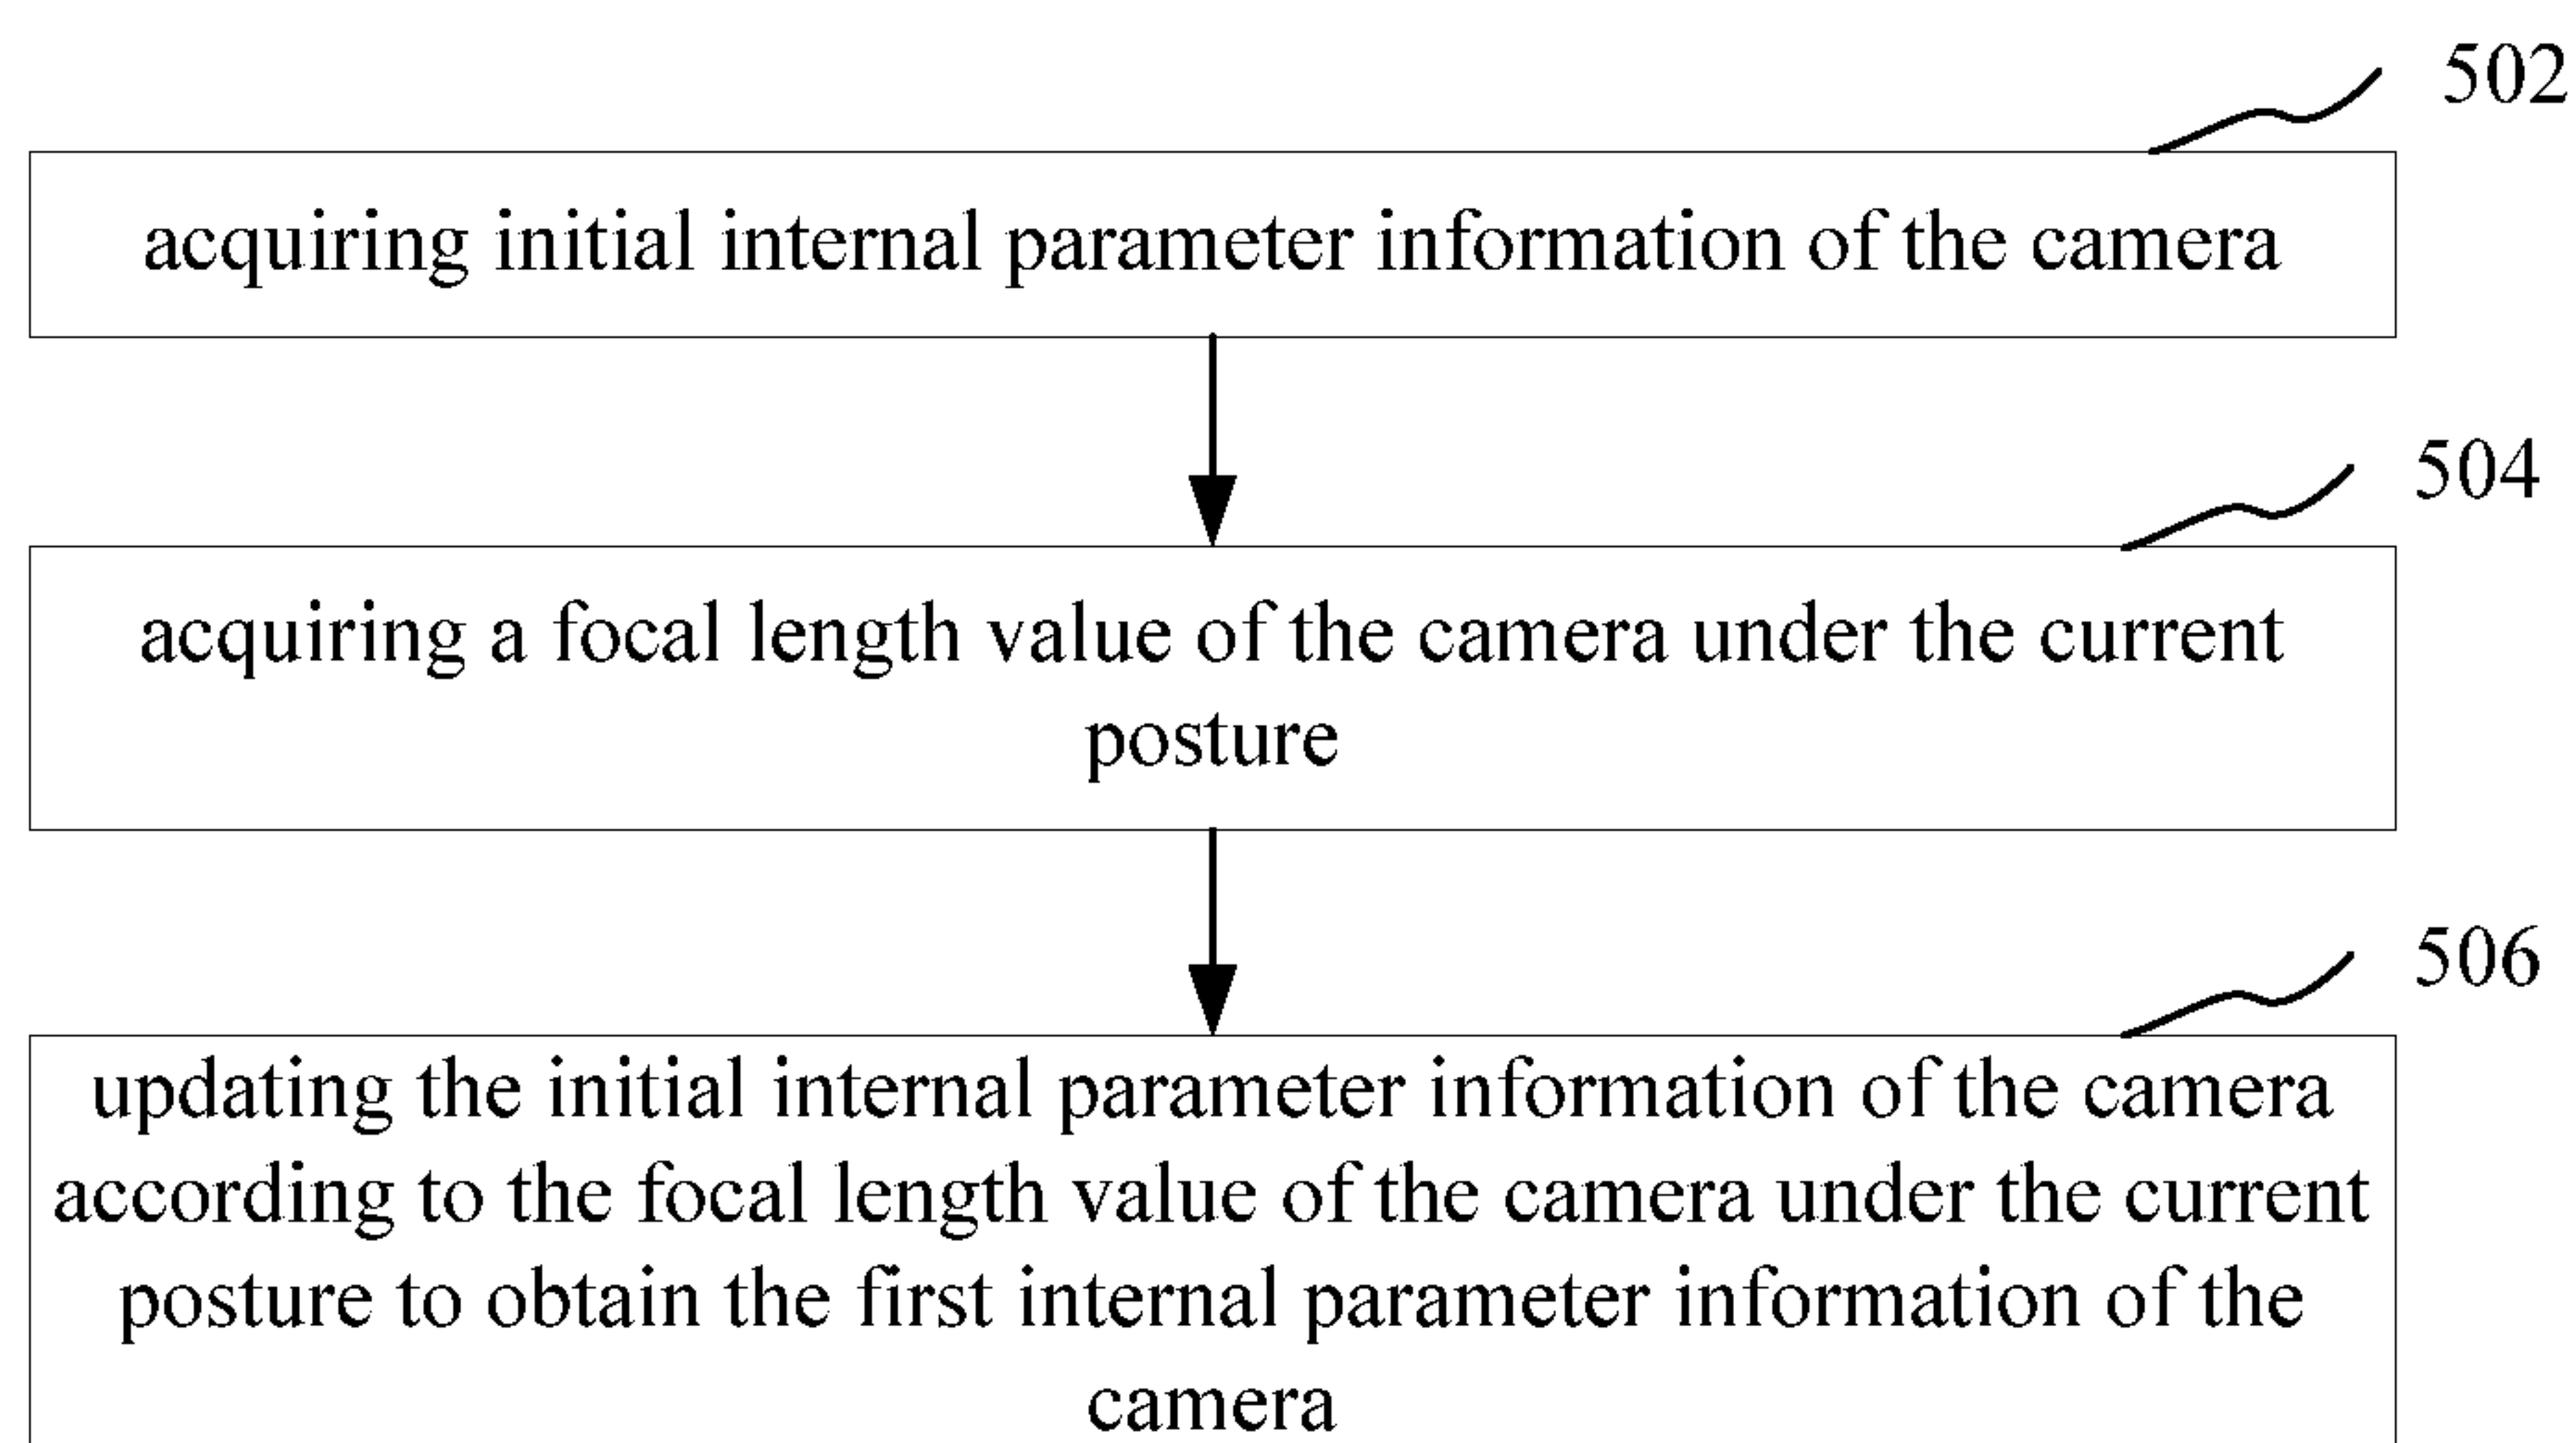 502
acquiring initial internal parameter information of the camera
504
acquiring a focal length value of the camera under the current
posture
506
updating the initial internal parameter information of the camera
according to the focal length value of the camera under the current
posture to obtain the first internal parameter information of the
camera